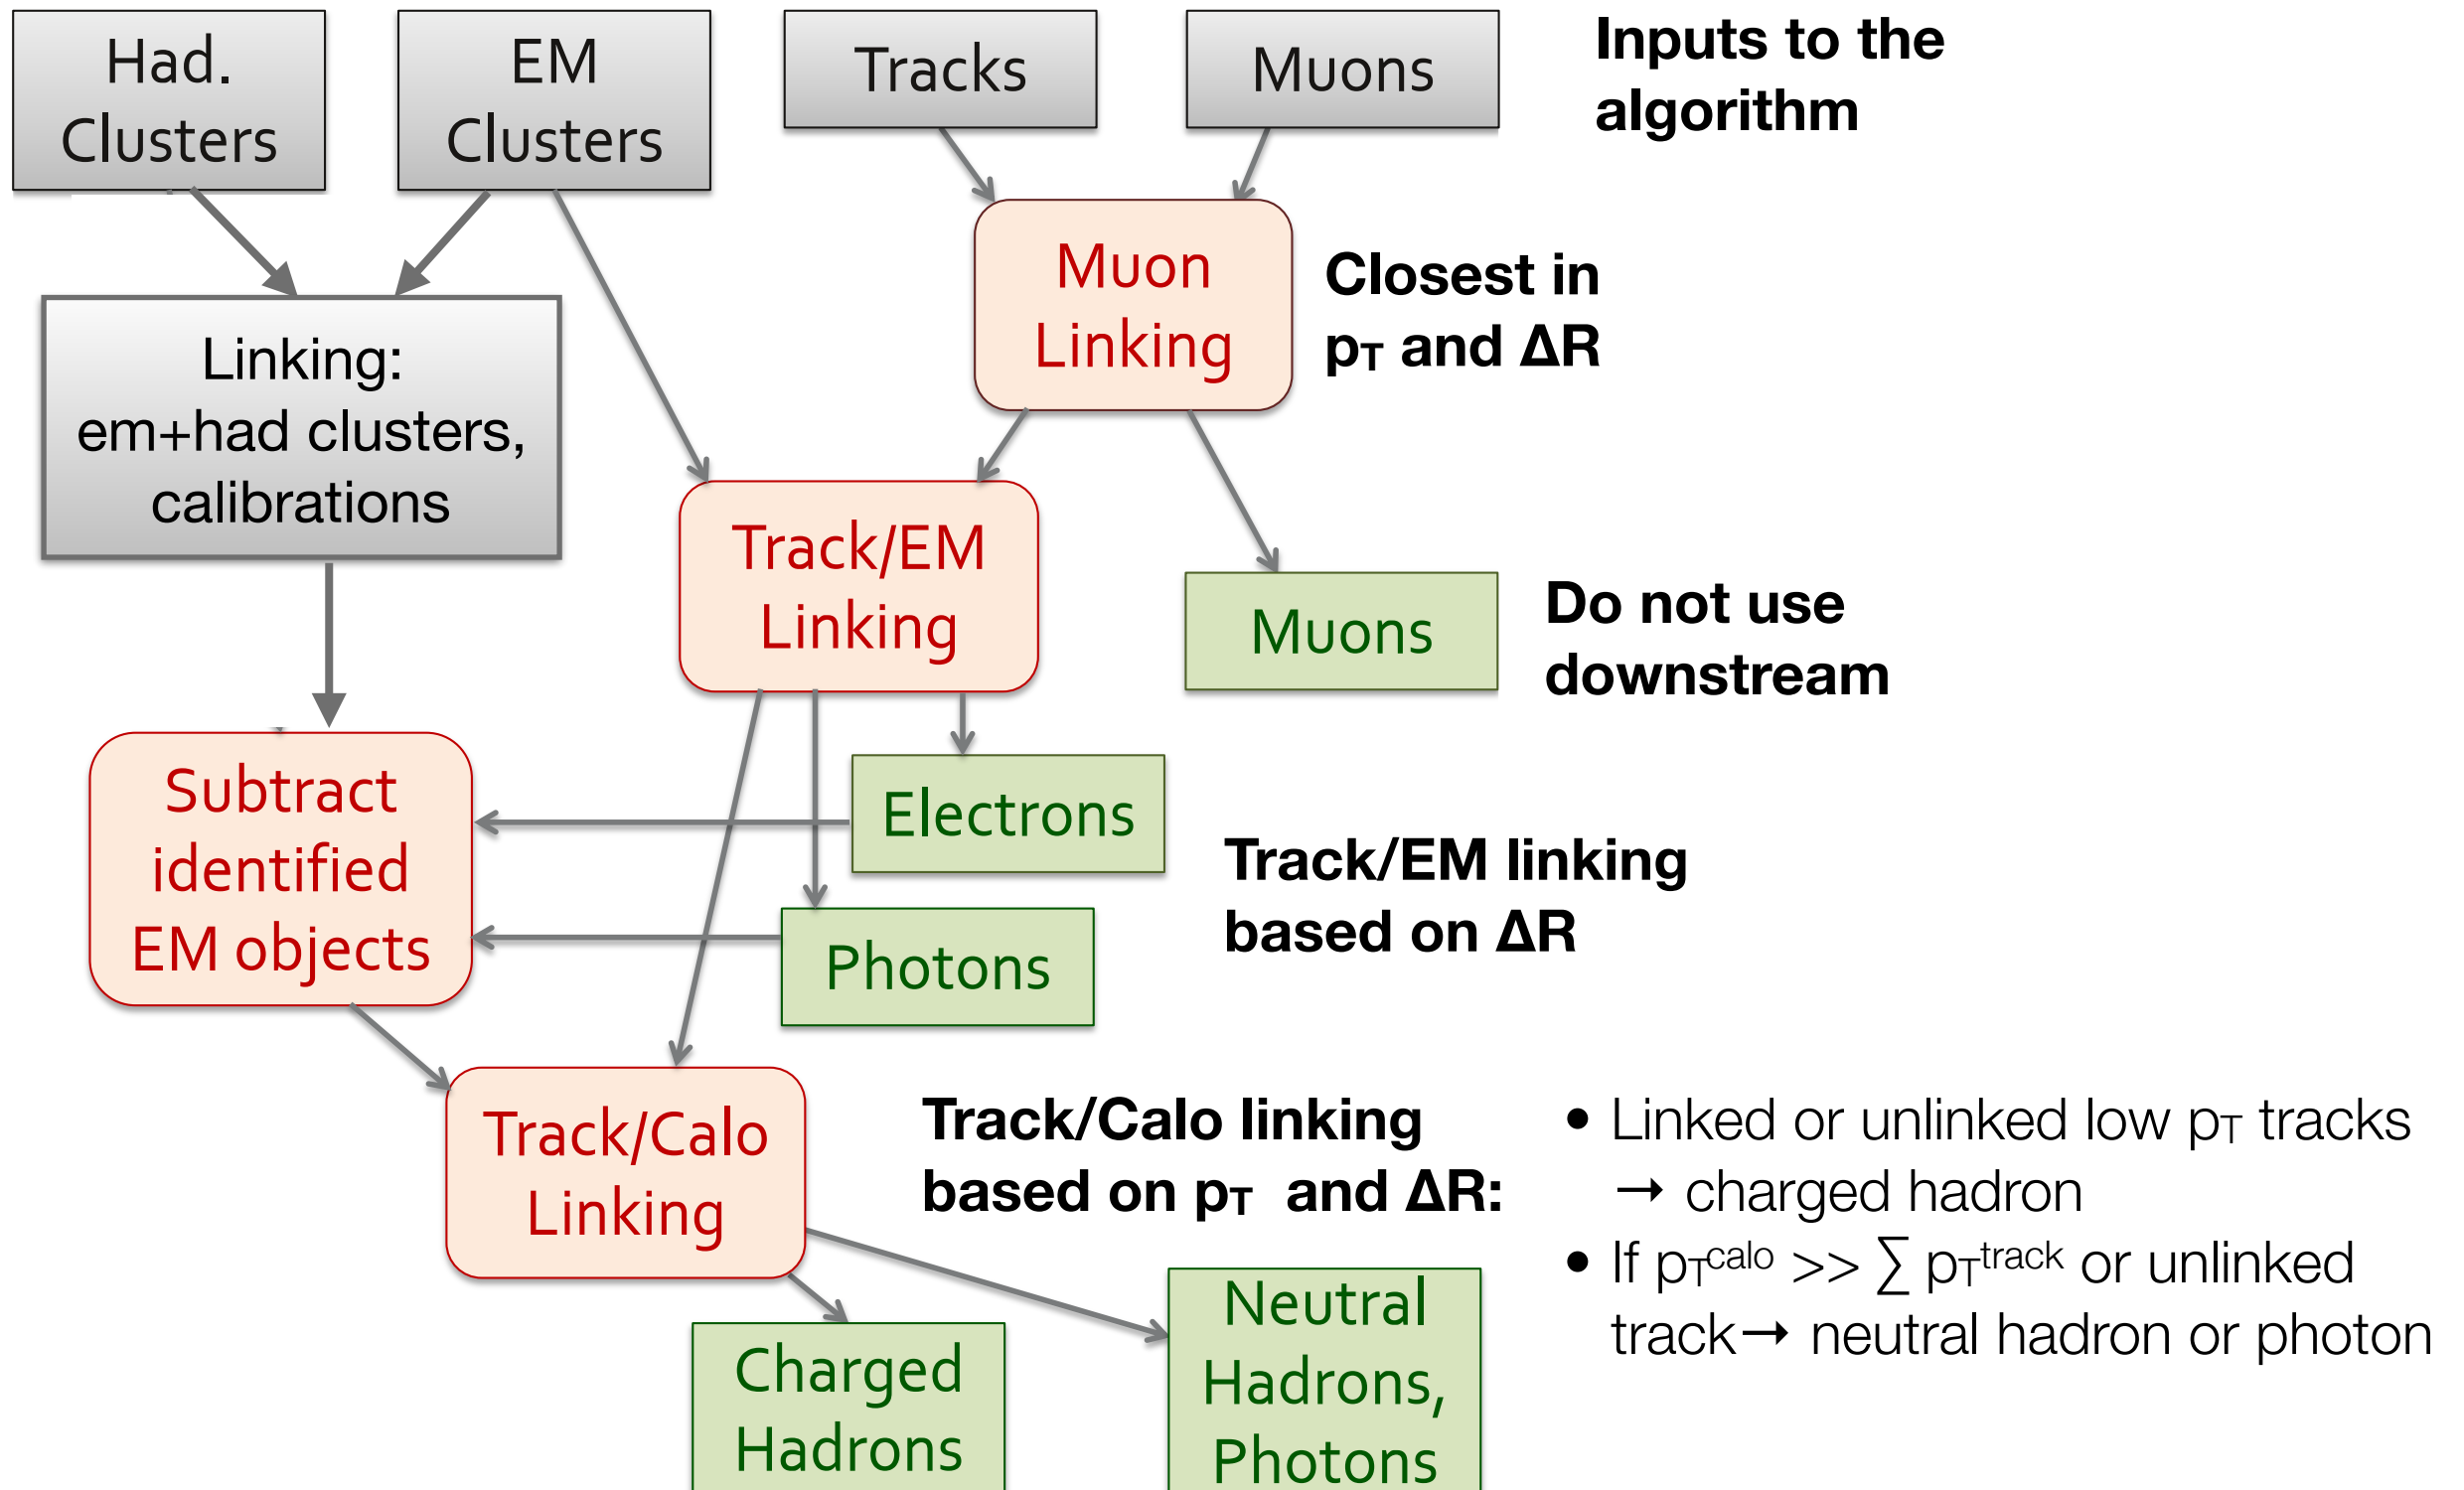 Had.
Clusters
EM
Clusters
Tracks
Muons
Inputs to the
algorithm
Muon
Linking
Closest in
pT and ΔR
Linking:
em+had clusters,
calibrations
Track/EM
Linking
Muons
Do not use
downstream
Subtract
identified
EM objects
Electrons
Photons
Track/EM linking
based on ΔR
Track/Calo
Linking
Track/Calo linking
based on pT and ΔR:
• Linked or unlinked low pT tracks
→ charged hadron
• If pTcalo >> ∑ pTtrack or unlinked
track→ neutral hadron or photon
Charged
Hadrons
Neutral
Hadrons,
Photons